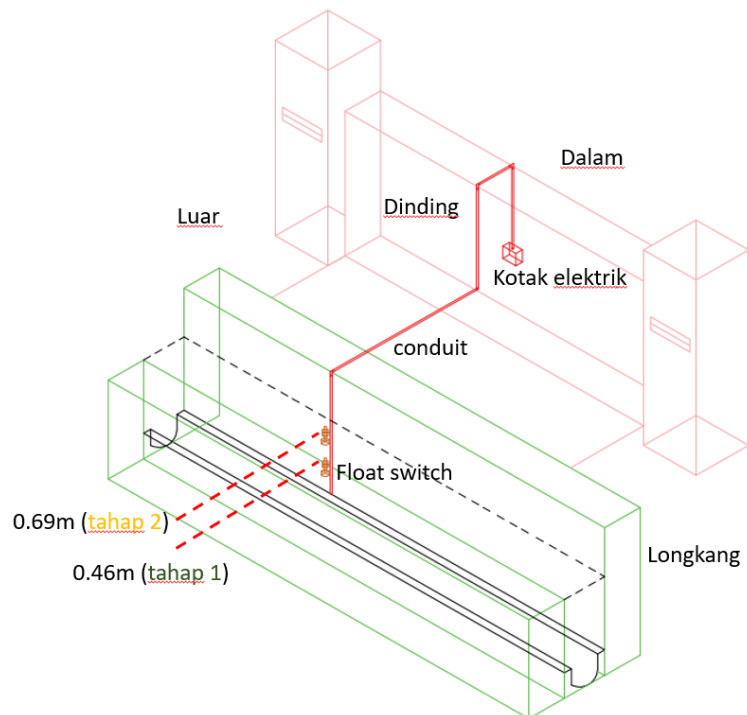 Dalam
Dinding
Luar
Kotak elektrik
conduit
Float switch
0.69m (tahap 2)
Longkang
0.46m (tahap 1)